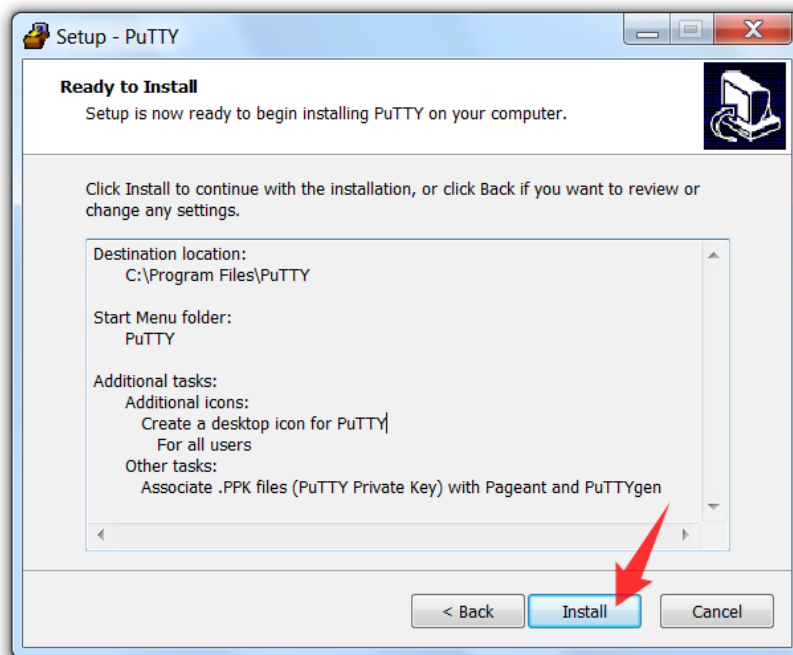 Setup - PuTTY
Ready to Install
Setup is now ready to begin installing PuTTY on your computer.
Click Install to continue with the installation, or click Back if you want to review or
change any settings.
Destination location:
C:\Program Files\PuTTY
Start Menu folder:
PuTTY
Additional tasks:
Additional icons:
Create a desktop icon for PuTTY
For all users
Other tasks:
Associate .PPK files (PuTTY Private Key) with Pageant and PuTTYgen
< Back
Install
Cancel